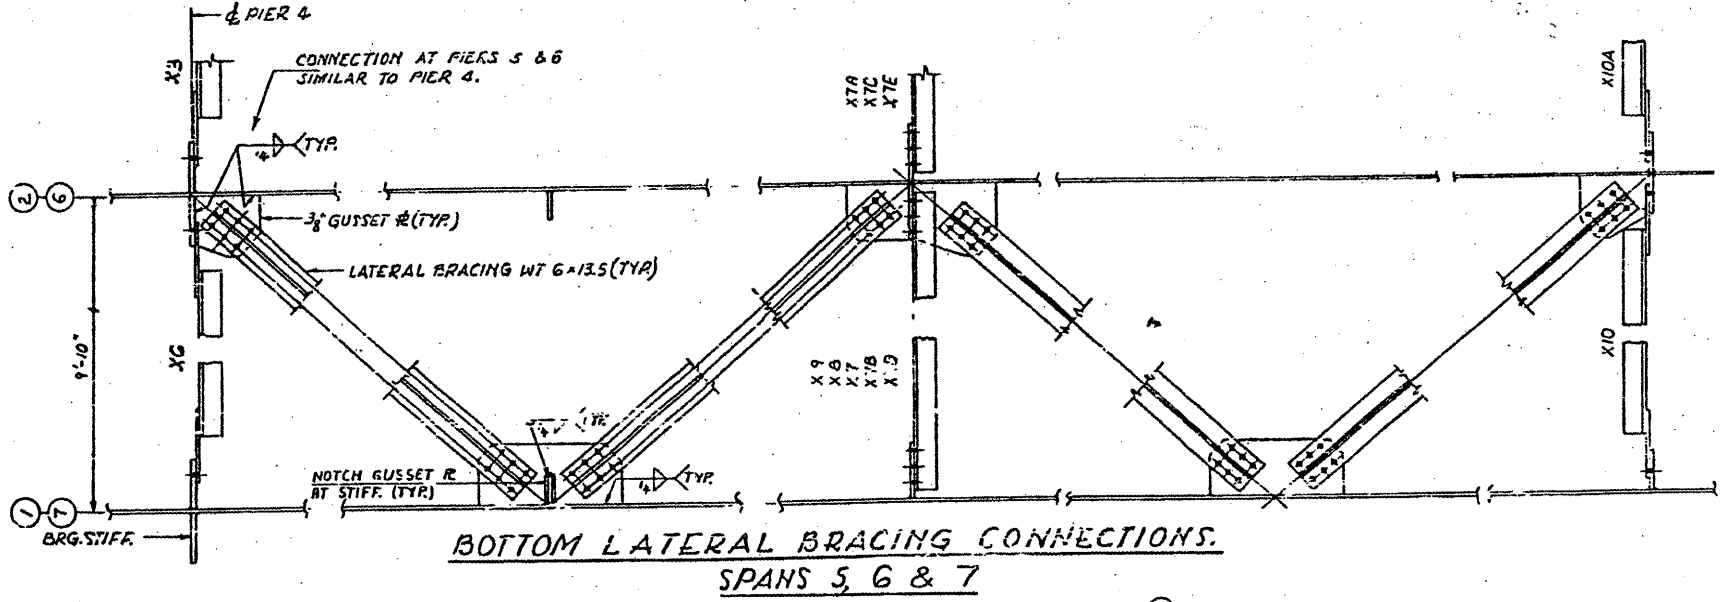 ℄ PIER 4
CONNECTION AT PIERS 5 & 6
SIMILAR TO PIER 4.
X3
1/4 TYP.
X7A
X7C
X7E
X10A
2 6
3/8" GUSSET ℄ (TYP.)
LATERAL BRACING WT 6×13.5 (TYP.)
9'-10"
X6
X9
X8
X7
X7B
X10
NOTCH GUSSET ℄
AT STIFF. (TYP.)
1/4 TYP.
1 7
BRG. STIFF.
BOTTOM LATERAL BRACING CONNECTIONS.
SPANS 5, 6 & 7